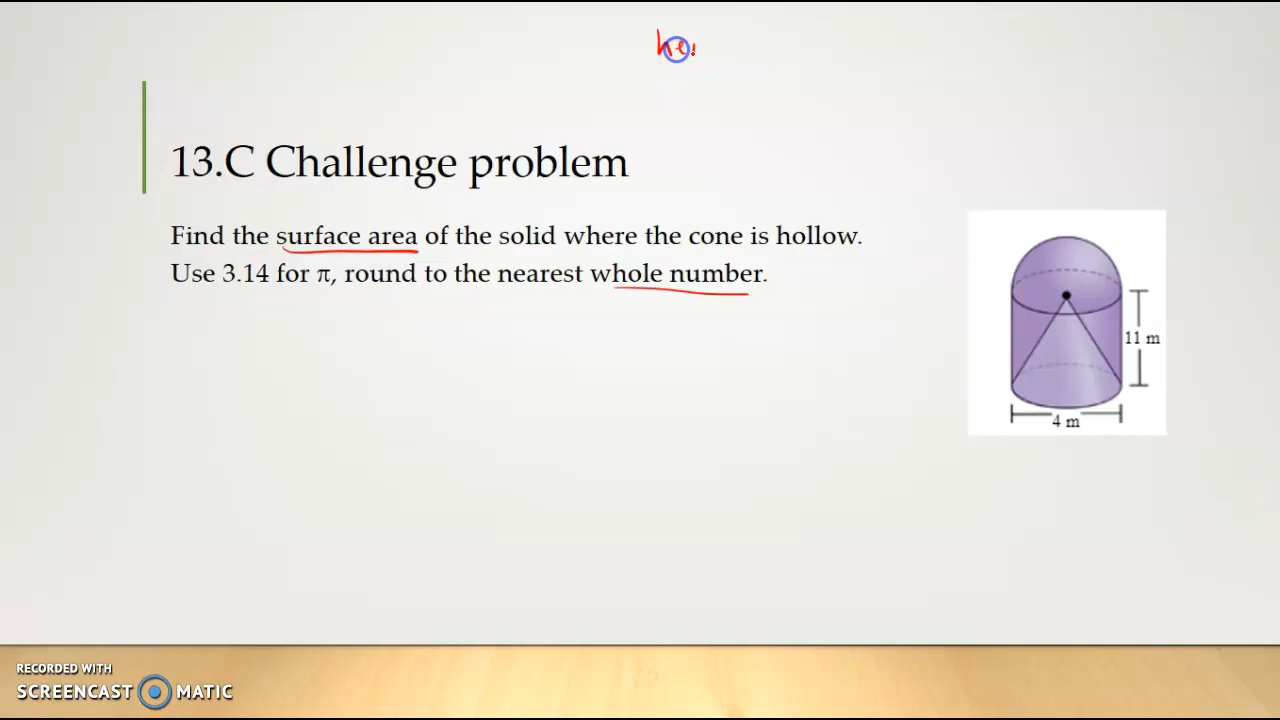 he
13.C Challenge problem
Find the surface area of the solid where the cone is hollow.
Use 3.14 for π, round to the nearest whole number.
11 m
4 m
RECORDED WITH
SCREENCAST MATIC